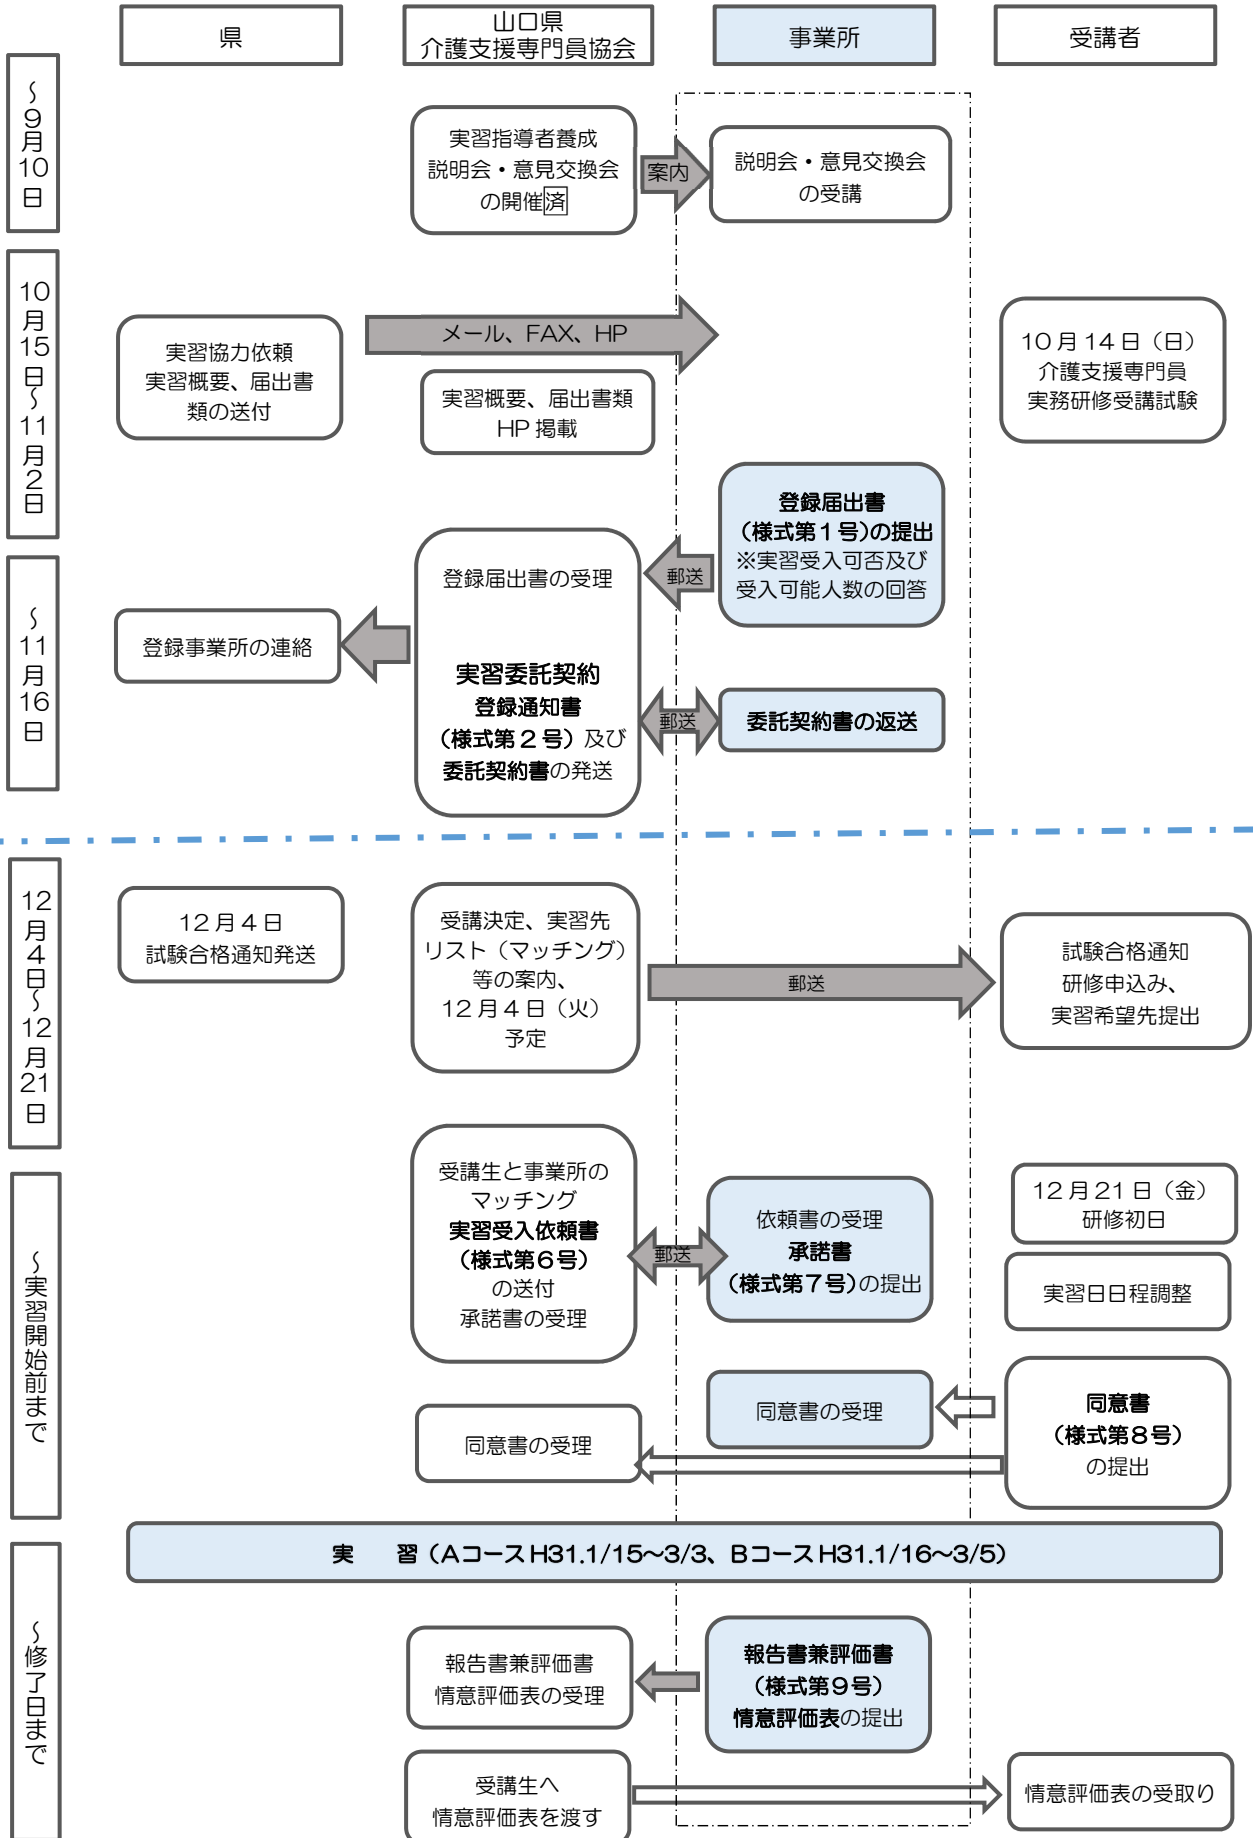 県
山口県
介護支援専門員協会
事業所
受講者
～9月10日
実習指導者養成
説明会・意見交換会
の開催済
案内
説明会・意見交換会
の受講
10月15日～11月2日
実習協力依頼
実習概要、届出書
類の送付
メール、FAX、HP
実習概要、届出書類
HP 掲載
10月14日（日）
介護支援専門員
実務研修受講試験
登録届出書
（様式第1号)の提出
※実習受入可否及び
受入可能人数の回答
～11月16日
登録届出書の受理
郵送
登録事業所の連絡
実習委託契約
登録通知書
（様式第2号）及び
委託契約書の発送
郵送
委託契約書の返送
12月4日～12月21日
12月4日
試験合格通知発送
受講決定、実習先
リスト（マッチング）
等の案内、
12月4日（火）
予定
郵送
試験合格通知
研修申込み、
実習希望先提出
～実習開始前まで
受講生と事業所の
マッチング
実習受入依頼書
（様式第6号）
の送付
承諾書の受理
郵送
依頼書の受理
承諾書
（様式第7号)の提出
12月21日（金）
研修初日
実習日日程調整
同意書の受理
同意書の受理
同意書
（様式第8号）
の提出
実　習（AコースH31.1/15～3/3、BコースH31.1/16～3/5）
～修了日まで
報告書兼評価書
情意評価表の受理
報告書兼評価書
（様式第9号）
情意評価表の提出
受講生へ
情意評価表を渡す
情意評価表の受取り